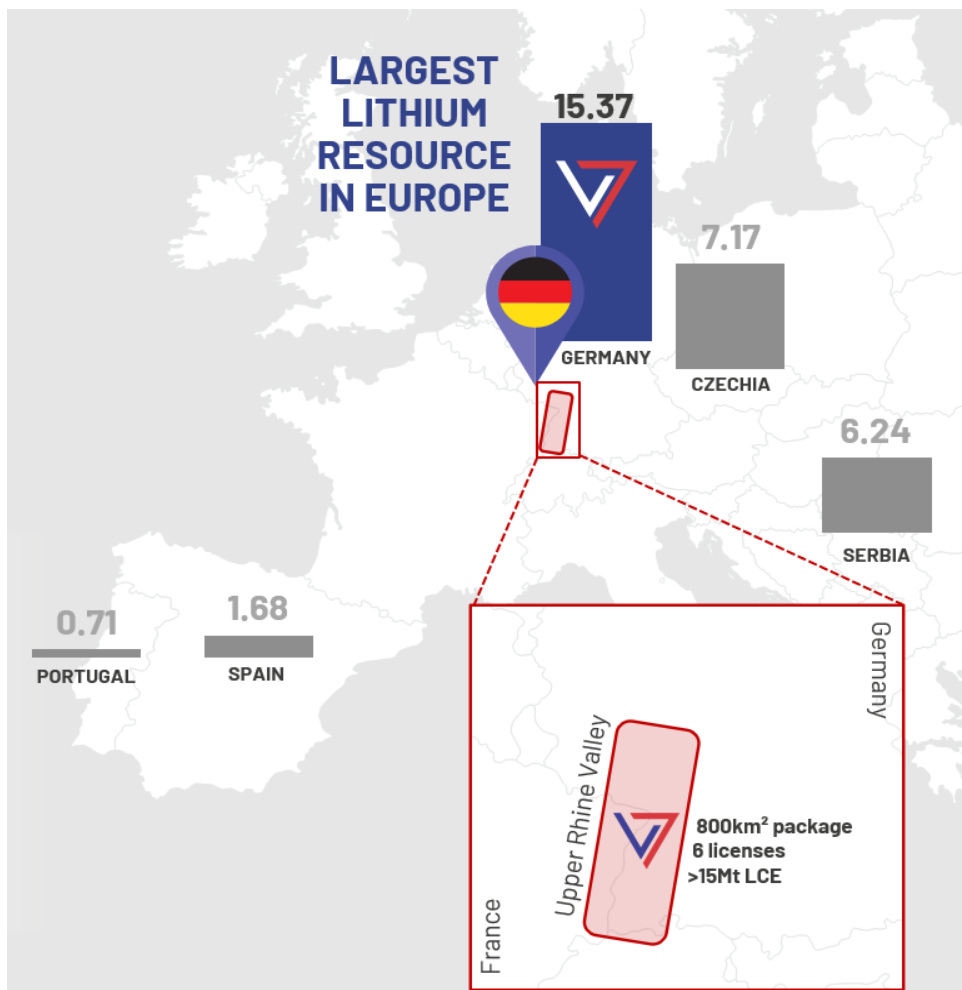 LARGEST
LITHIUM
RESOURCE
IN EUROPE
15.37
GERMANY
7.17
CZECHIA
6.24
SERBIA
0.71
PORTUGAL
1.68
SPAIN
Germany
Upper Rhine Valley
800km² package
6 licenses
>15Mt LCE
France